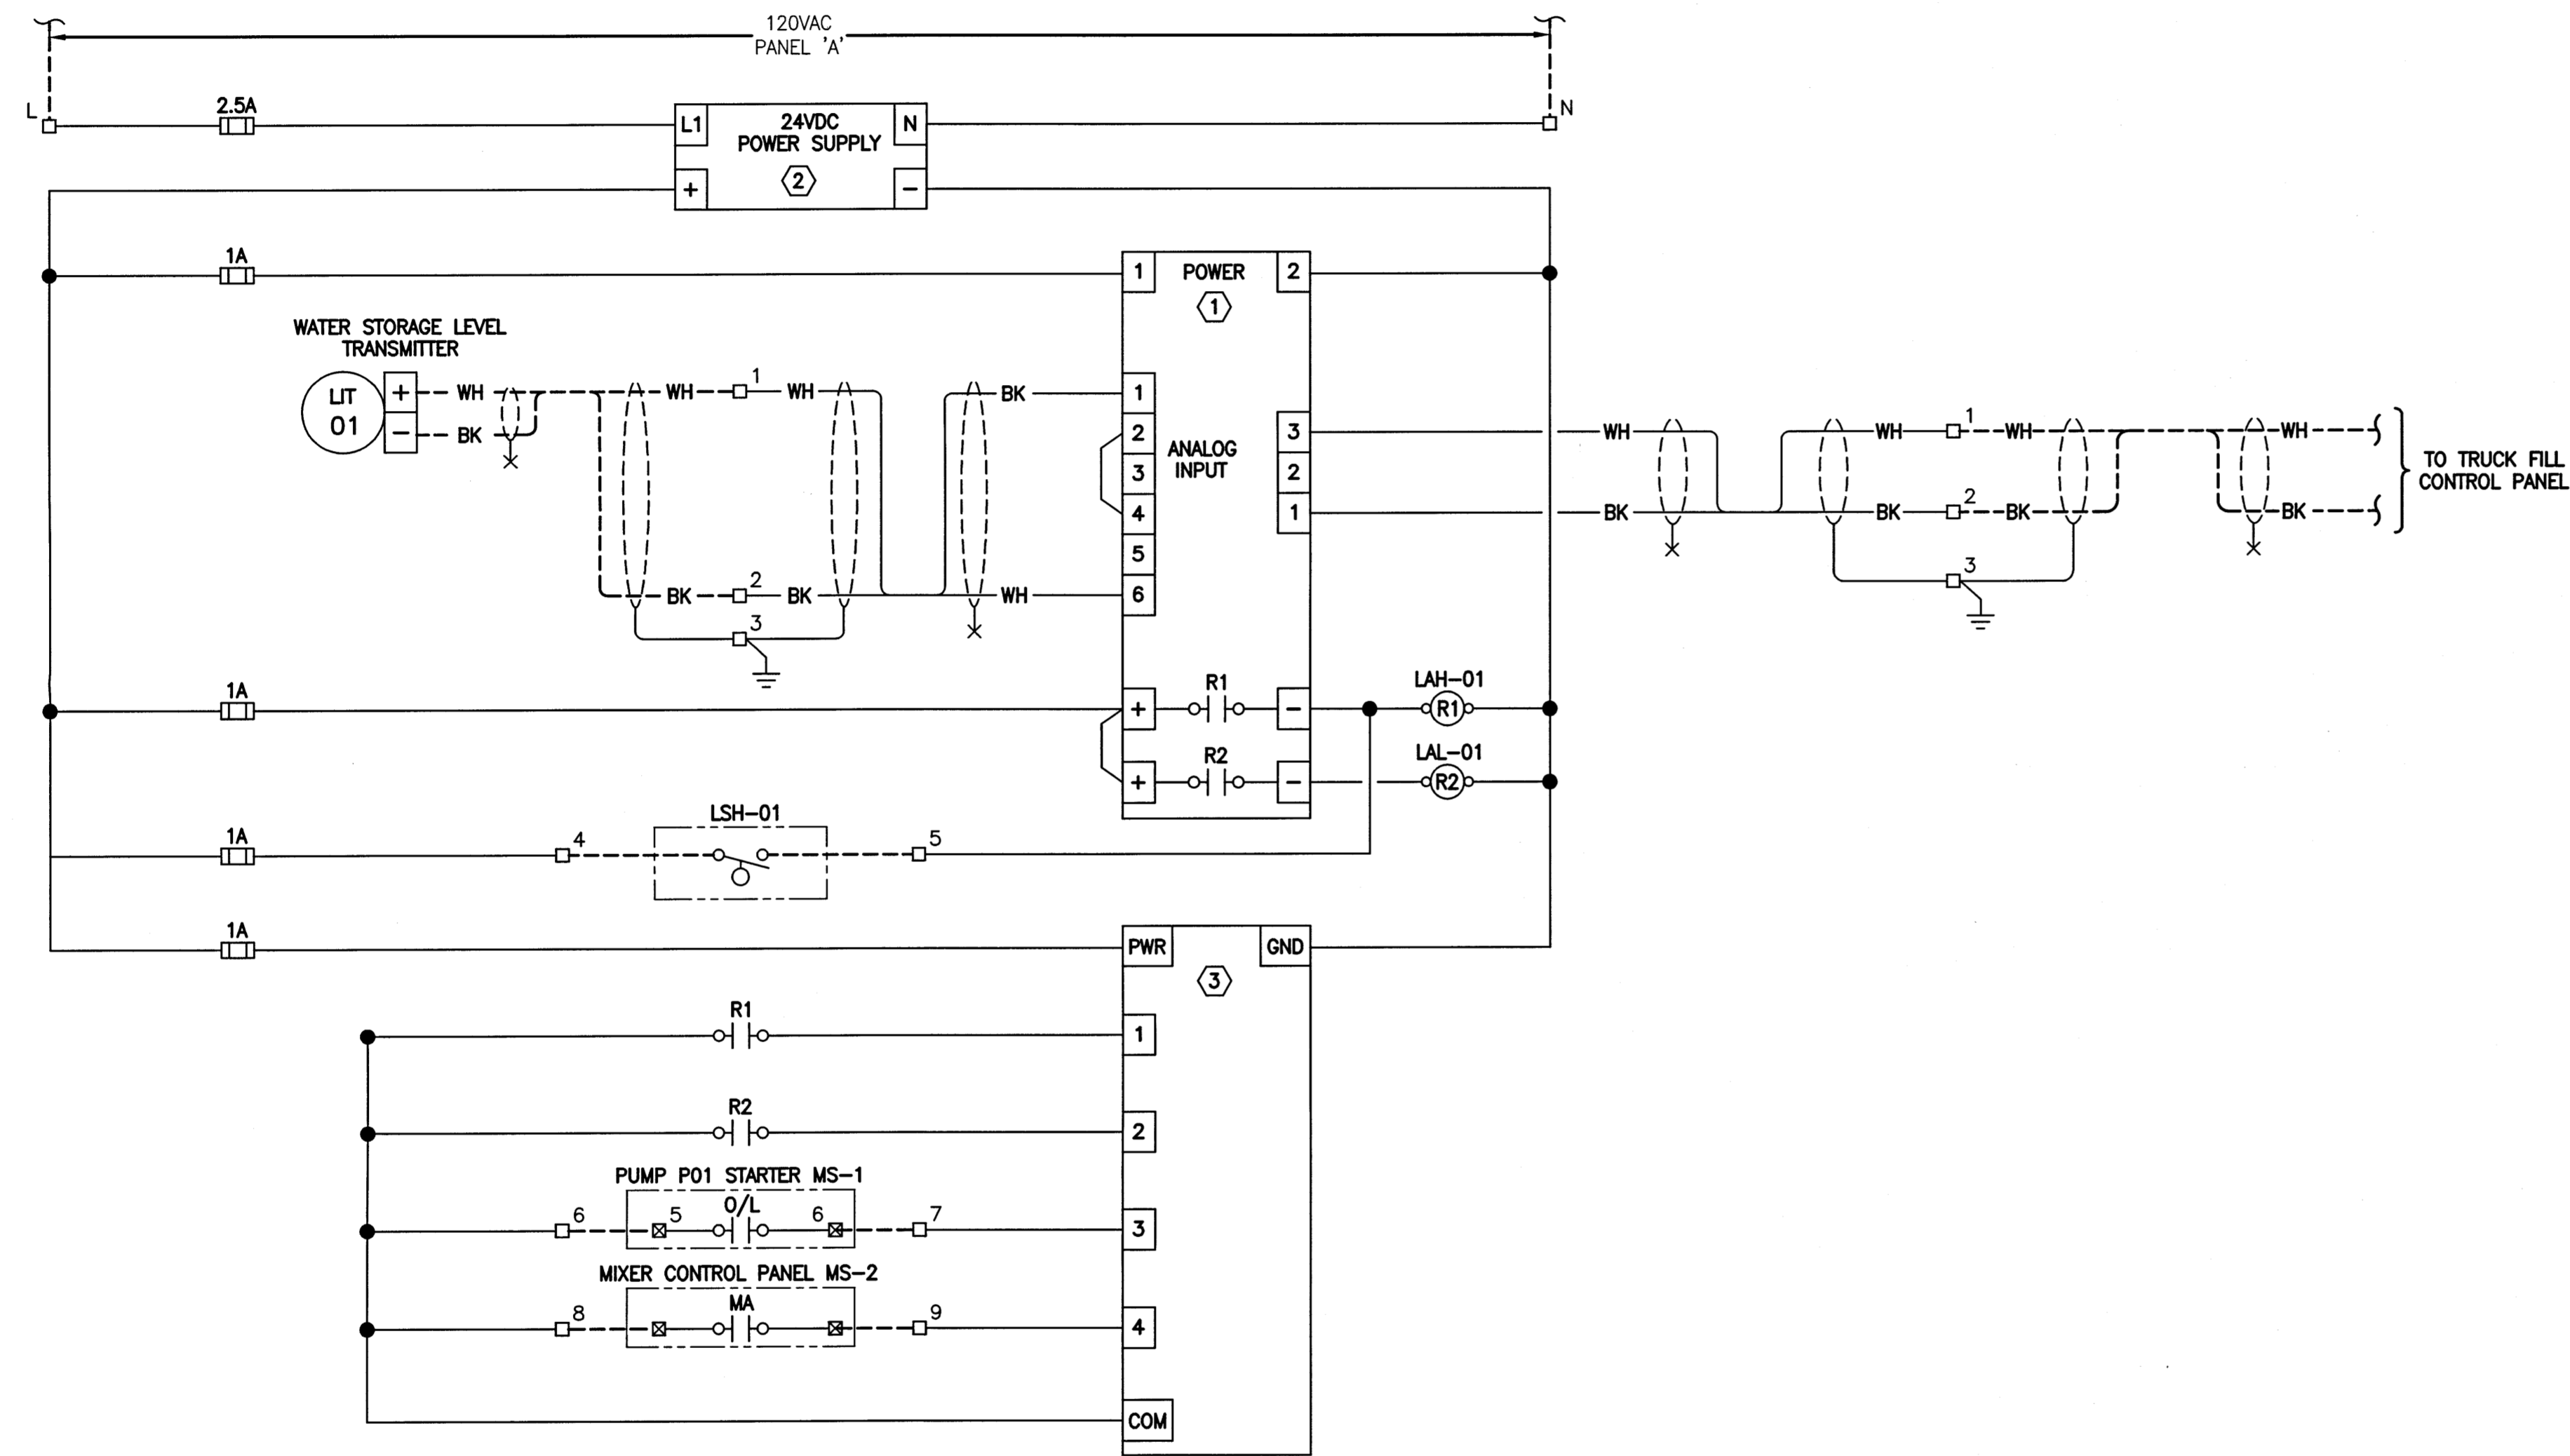 120VAC
PANEL 'A'
L
2.5A
L1
24VDC
POWER SUPPLY
N
N
+
2
−
1A
1
POWER
2
1
WATER STORAGE LEVEL
TRANSMITTER
LIT
01
+
−
WH
BK
WH
1
WH
BK
BK
2
BK
WH
3
1
2
3
4
5
6
ANALOG
INPUT
3
2
1
WH
WH
1
WH
WH
BK
BK
2
BK
BK
3
TO TRUCK FILL
CONTROL PANEL
1A
+
R1
−
LAH-01
R1
+
R2
−
LAL-01
R2
1A
4
LSH-01
5
1A
PWR
GND
3
R1
1
R2
2
PUMP P01 STARTER MS-1
6
5
O/L
6
7
3
MIXER CONTROL PANEL MS-2
8
MA
9
4
COM